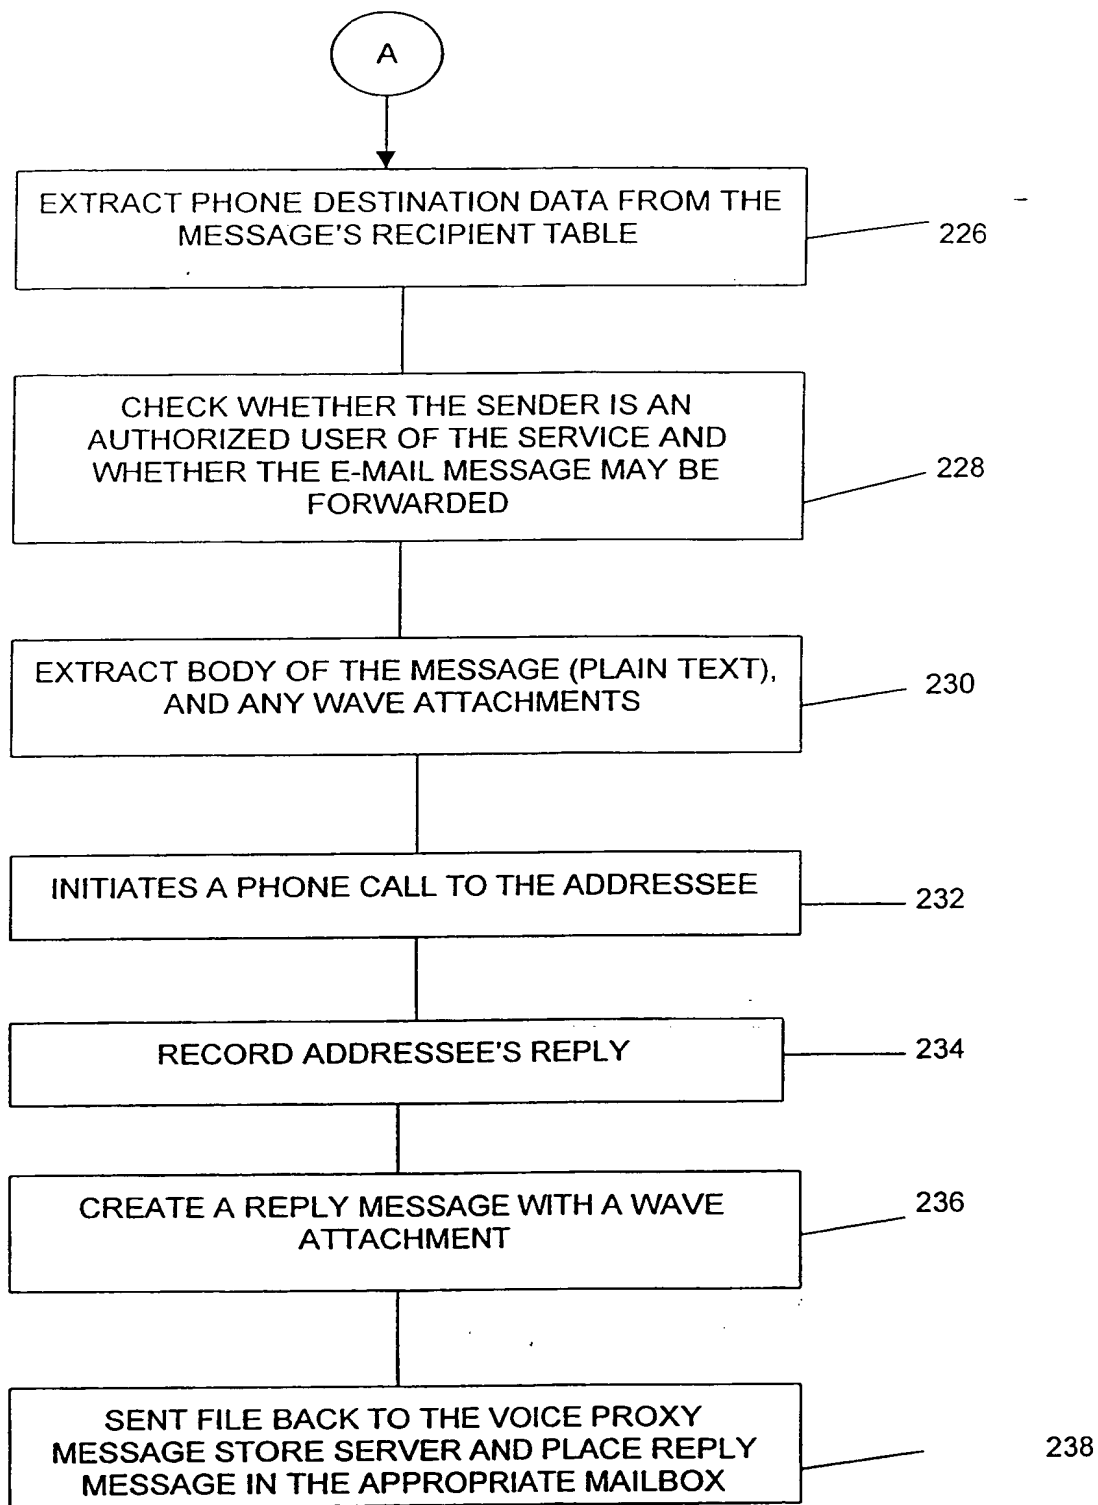 A
EXTRACT PHONE DESTINATION DATA FROM THE
MESSAGE'S RECIPIENT TABLE
226
CHECK WHETHER THE SENDER IS AN
AUTHORIZED USER OF THE SERVICE AND
WHETHER THE E-MAIL MESSAGE MAY BE
FORWARDED
228
EXTRACT BODY OF THE MESSAGE (PLAIN TEXT),
AND ANY WAVE ATTACHMENTS
230
INITIATES A PHONE CALL TO THE ADDRESSEE
232
RECORD ADDRESSEE'S REPLY
234
CREATE A REPLY MESSAGE WITH A WAVE
ATTACHMENT
236
SENT FILE BACK TO THE VOICE PROXY
MESSAGE STORE SERVER AND PLACE REPLY
MESSAGE IN THE APPROPRIATE MAILBOX
238